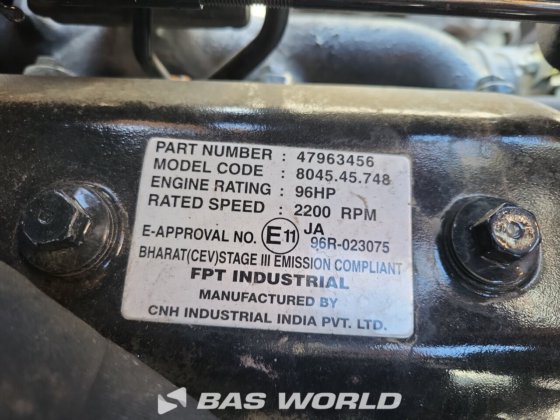 PART NUMBER : 47963456
MODEL CODE : 8045.45.748
ENGINE RATING : 96HP
RATED SPEED : 2200 RPM
E-APPROVAL NO. E11 JA 96R-023075
BHARAT(CEV)STAGE III EMISSION COMPLIANT
FPT INDUSTRIAL
MANUFACTURED BY
CNH INDUSTRIAL INDIA PVT. LTD.
BAS WORLD